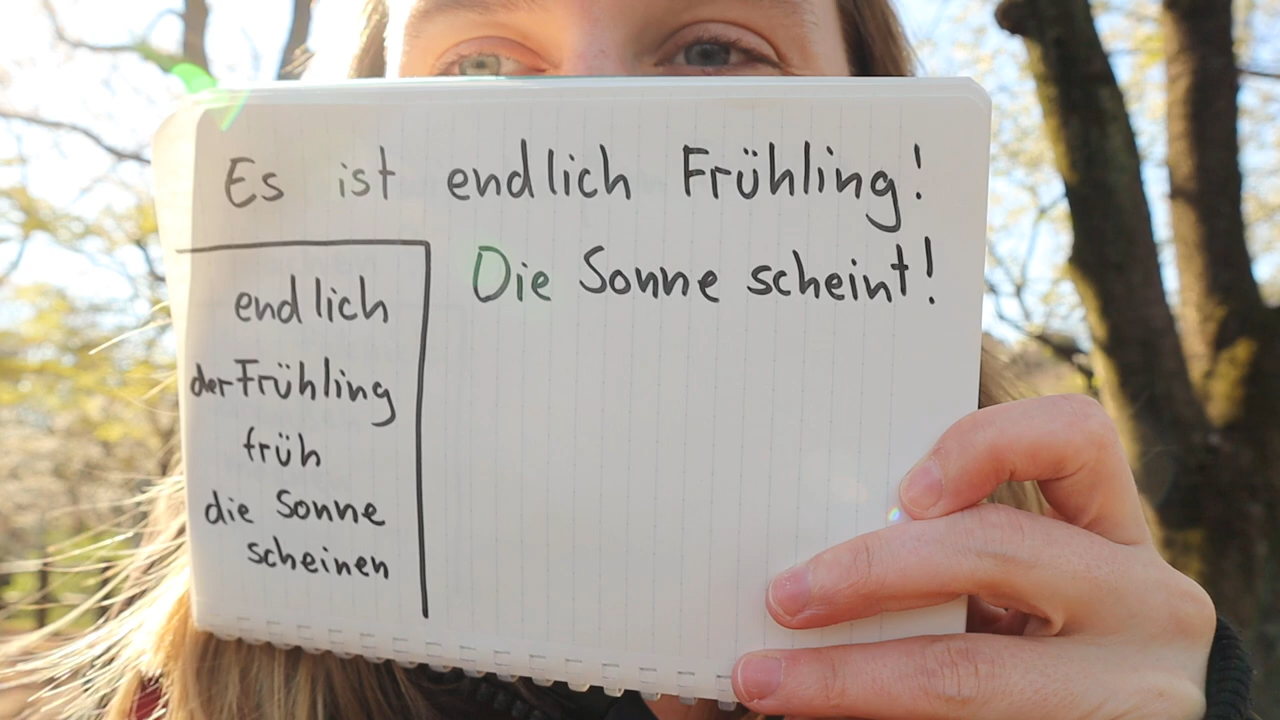 Es ist endlich Frühling!
Die Sonne scheint!
endlich
der Frühling
früh
die Sonne
scheinen